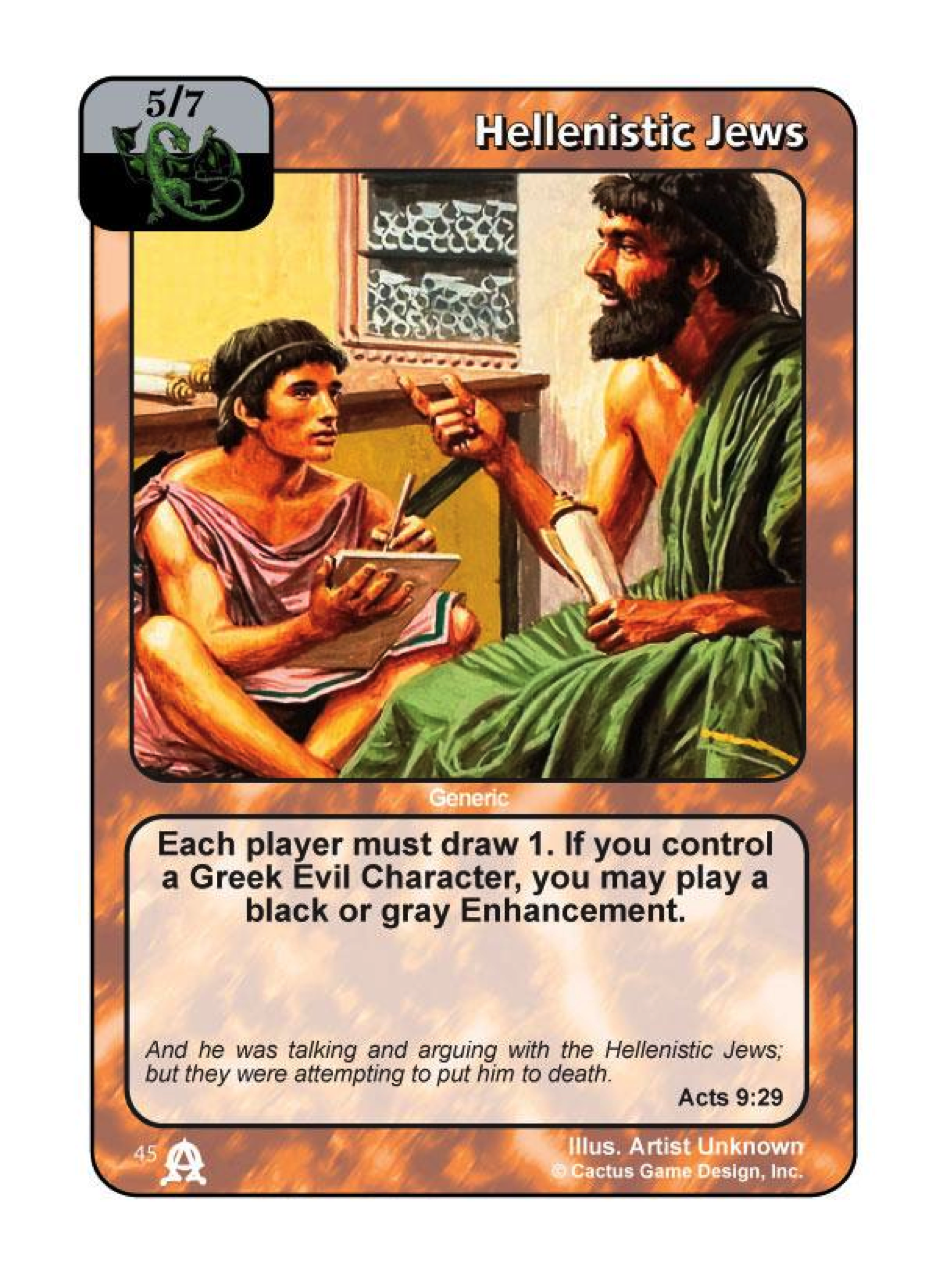 5/7
Hellenistic Jews
Generic
Each player must draw 1. If you control
a Greek Evil Character, you may play a
black or gray Enhancement.
And he was talking and arguing with the Hellenistic Jews;
but they were attempting to put him to death.
Acts 9:29
45
Illus. Artist Unknown
© Cactus Game Design, Inc.